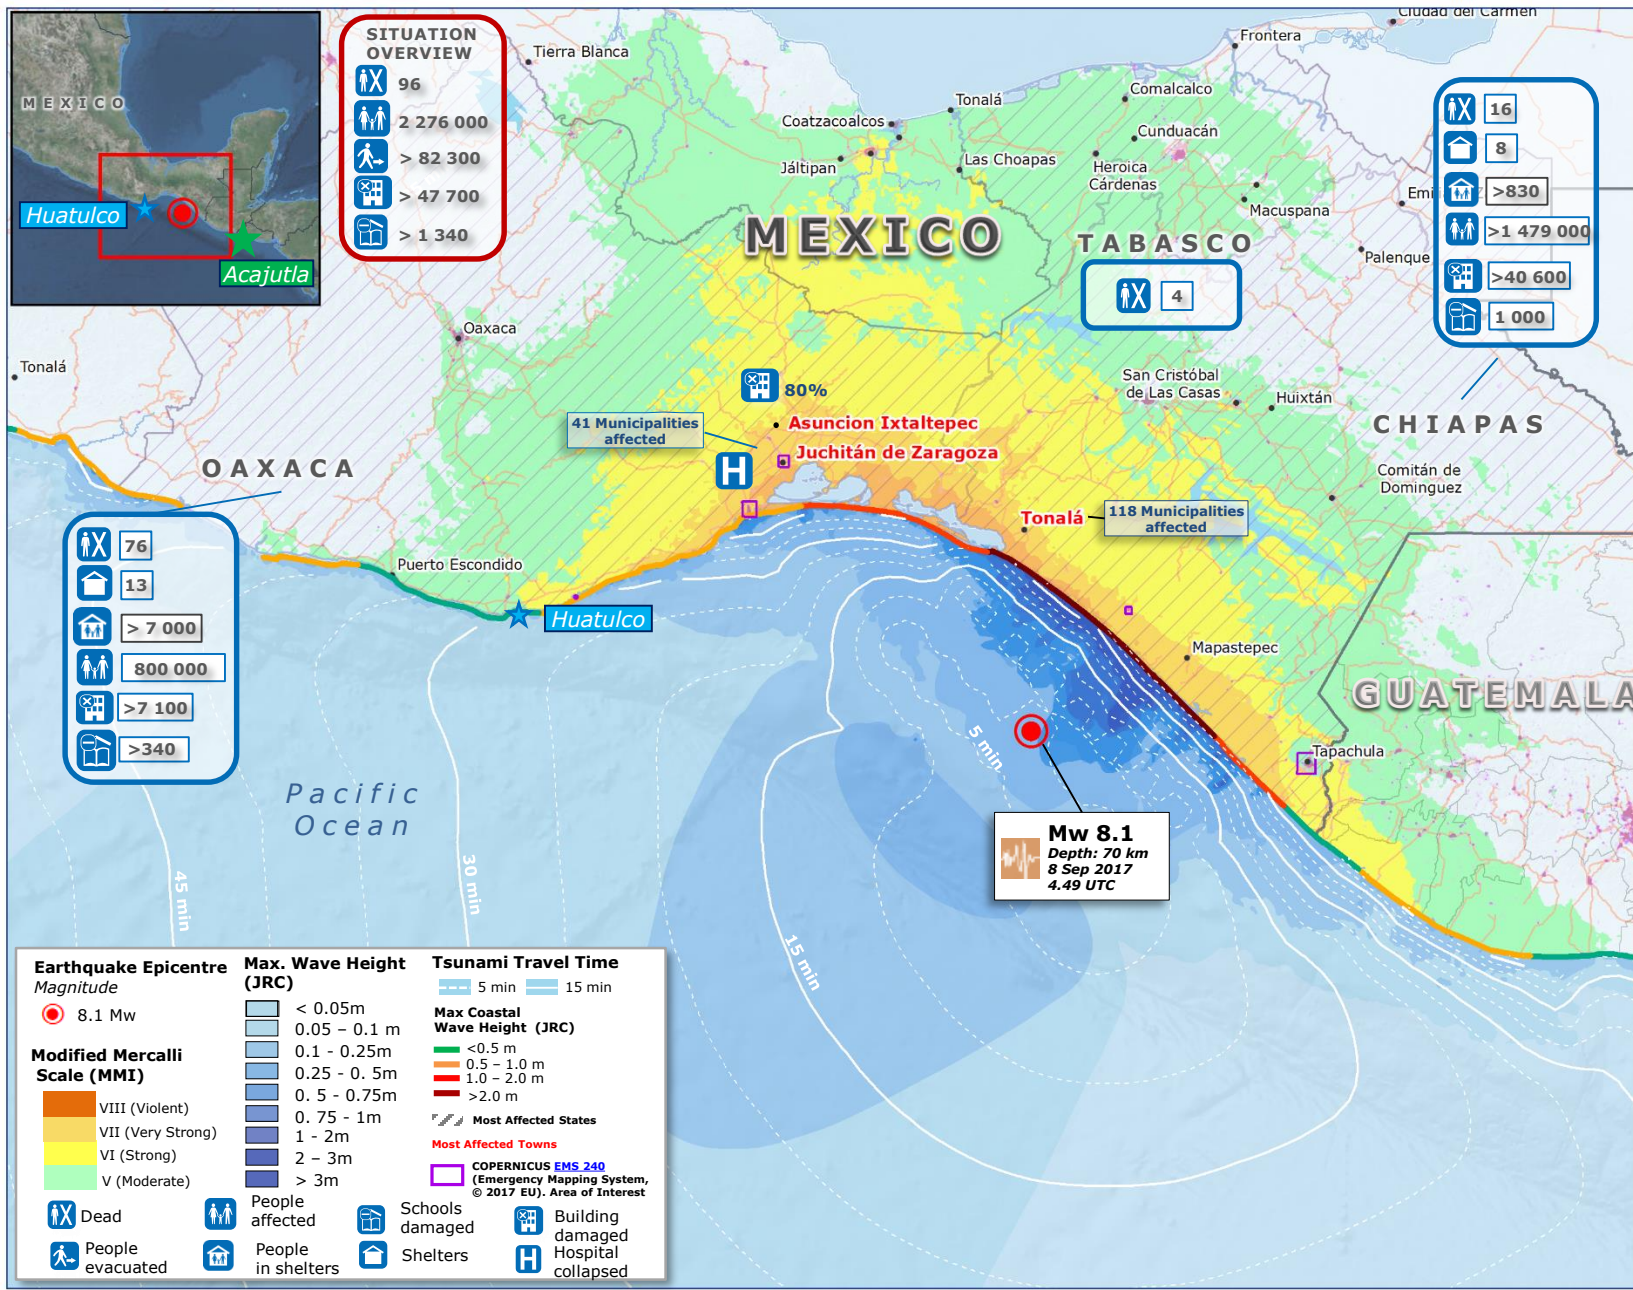 MEXICO
Huatulco
Acajutla
SITUATION
OVERVIEW
96
2 276 000
> 82 300
> 47 700
> 1 340
Tierra Blanca
Ciudad del Carmen
Frontera
Tonalá
Comalcalco
Coatzacoalcos
Cunduacán
Jáltipan
Las Choapas
Heroica
Cárdenas
Macuspana
Palenque
MEXICO
TABASCO
4
16
8
>830
>1 479 000
>40 600
1 000
Oaxaca
Tonalá
80%
San Cristóbal
de Las Casas
Huixtán
41 Municipalities
affected
Asuncion Ixtaltepec
Juchitán de Zaragoza
CHIAPAS
OAXACA
Comitán de
Dominguez
Tonalá
118 Municipalities
affected
H
76
13
> 7 000
800 000
>7 100
>340
Puerto Escondido
Huatulco
Mapastepec
GUATEMALA
Tapachula
5 min
Pacific
Ocean
Mw 8.1
Depth: 70 km
8 Sep 2017
4.49 UTC
45 min
30 min
15 min
Earthquake Epicentre
Magnitude
8.1 Mw
Modified Mercalli
Scale (MMI)
VIII (Violent)
VII (Very Strong)
VI (Strong)
V (Moderate)
Max. Wave Height
(JRC)
< 0.05m
0.05 – 0.1 m
0.1 - 0.25m
0.25 - 0. 5m
0. 5 - 0.75m
0. 75 - 1m
1 - 2m
2 – 3m
> 3m
Tsunami Travel Time
5 min 15 min
Max Coastal
Wave Height (JRC)
<0.5 m
0.5 – 1.0 m
1.0 – 2.0 m
>2.0 m
Most Affected States
Most Affected Towns
COPERNICUS EMS 240
(Emergency Mapping System,
© 2017 EU). Area of Interest
Dead
People
affected
Schools
damaged
Building
damaged
People
evacuated
People
in shelters
Shelters
H
Hospital
collapsed